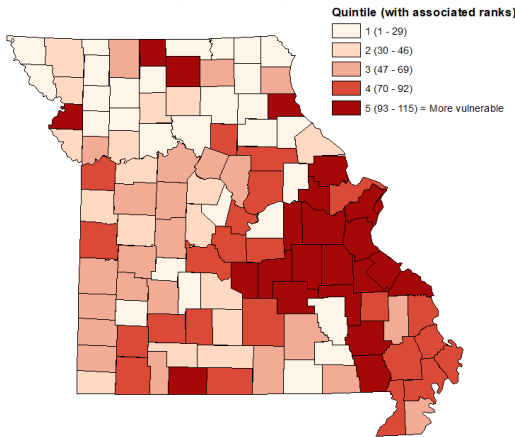 Quintile (with associated ranks)
1 (1 - 29)
2 (30 - 46)
3 (47 - 69)
4 (70 - 92)
5 (93 - 115) = More vulnerable